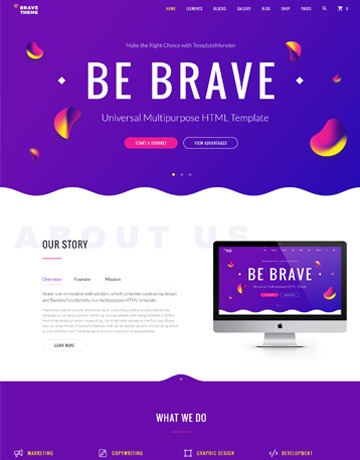 BRAVE
THEME
HOME ELEMENTS BLOCKS GALLERY BLOG SHOP PAGES
Make the Right Choice with TemplateMonster
BE BRAVE
Universal Multipurpose HTML Template
START A JOURNEY VIEW ADVANTAGES
ABOUT US
OUR STORY
Overview Founder Mission
Brave is an innovative web solution, which combines captivating design
and flawless functionality in a multipurpose HTML template.
LEARN MORE
BE BRAVE
Universal Multipurpose HTML Template
WHAT WE DO
MARKETING COPYWRITING GRAPHIC DESIGN DEVELOPMENT